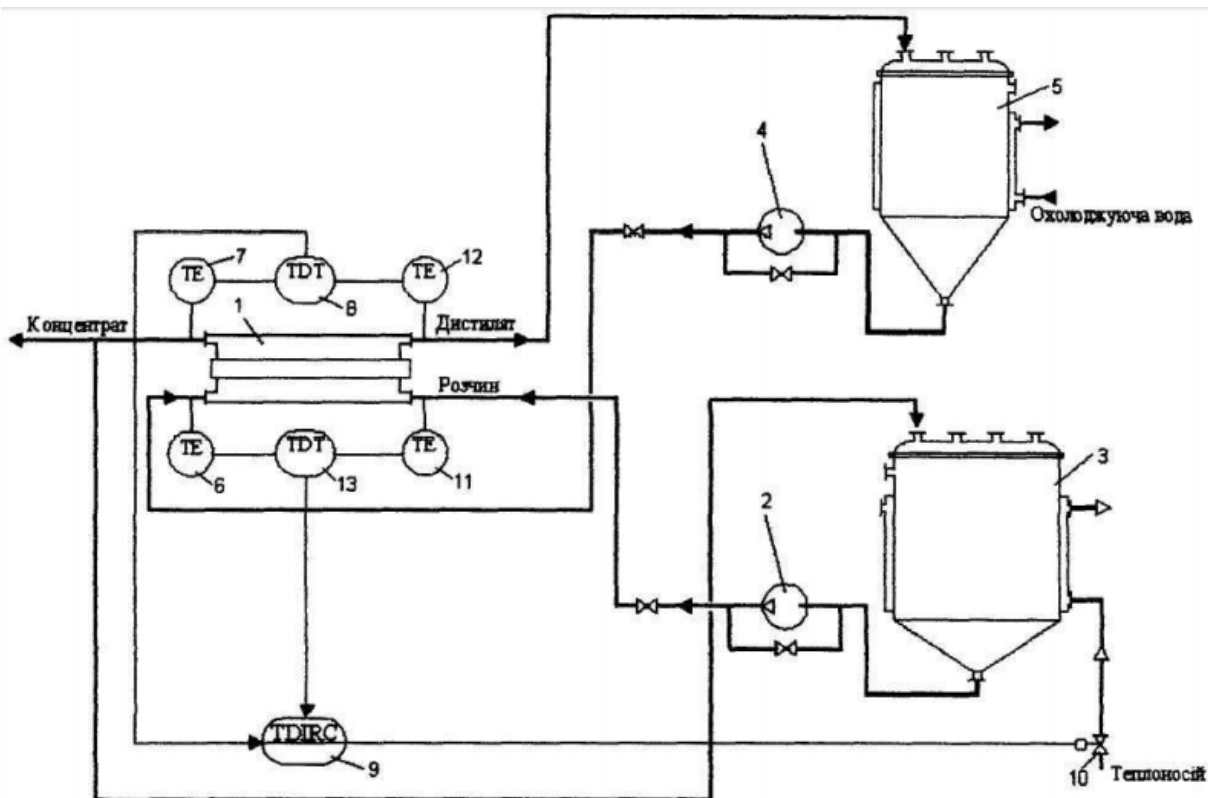 5
4
Охолоджуюча вода
7
TE
TDT
8
TE
12
1
Концентрат
Дистилят
Розчин
TE
6
TDT
13
TE
11
3
2
TDIRC
9
10
Теплоносій